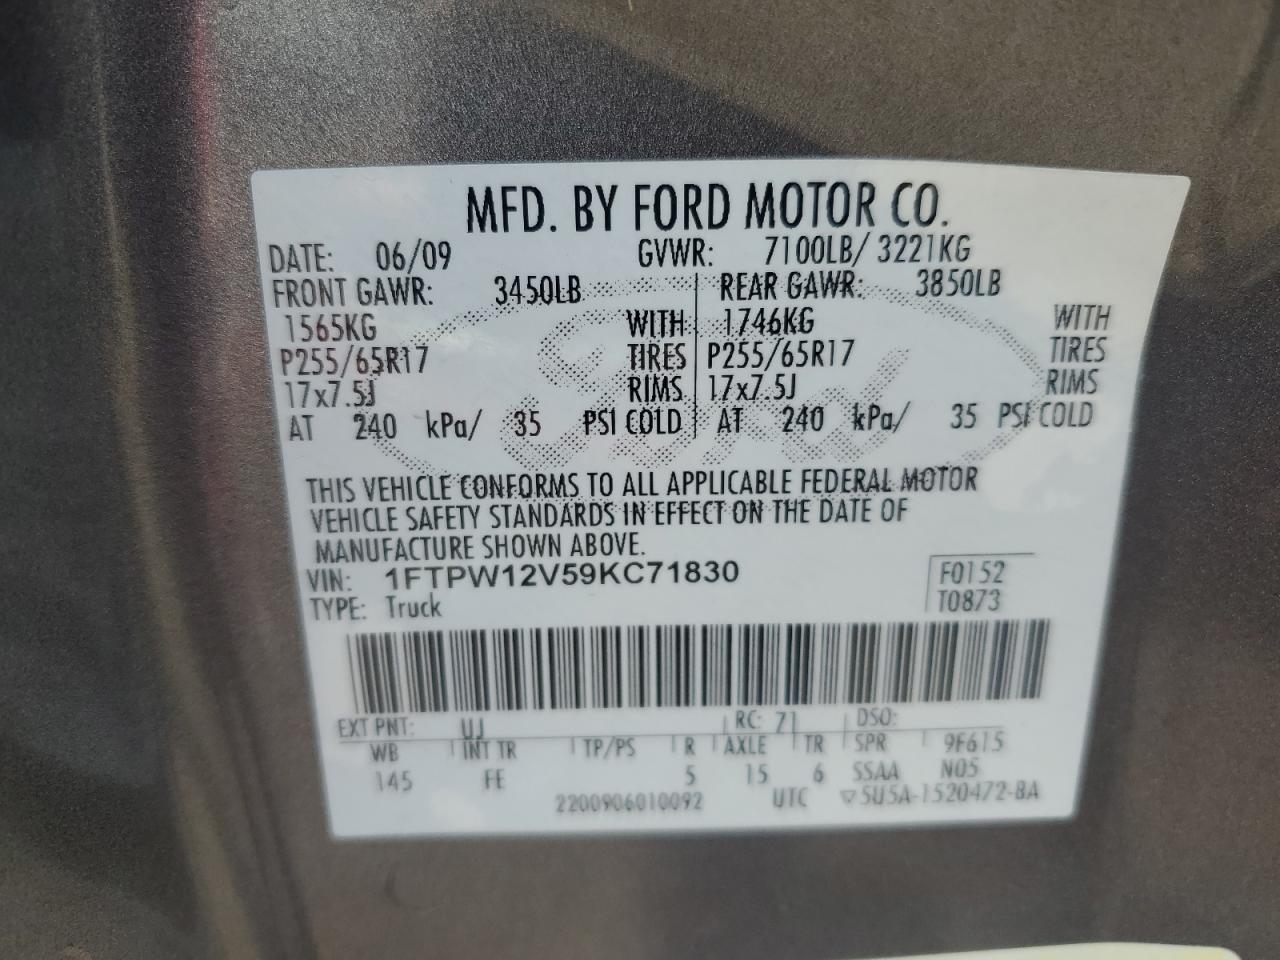 MFD. BY FORD MOTOR CO.
DATE: 06/09 GVWR: 7100LB/ 3221KG
FRONT GAWR: 3450LB REAR GAWR: 3850LB
1565KG WITH 1746KG WITH
P255/65R17 TIRES P255/65R17 TIRES
17x7.5J RIMS 17x7.5J RIMS
AT 240 kPa/ 35 PSI COLD AT 240 kPa/ 35 PSI COLD
THIS VEHICLE CONFORMS TO ALL APPLICABLE FEDERAL MOTOR
VEHICLE SAFETY STANDARDS IN EFFECT ON THE DATE OF
MANUFACTURE SHOWN ABOVE.
VIN: 1FTPW12V59KC71830 F0152
TYPE: Truck T0873
EXT PNT: UJ RC: 71 DSO:
WB INT TR TP/PS R AXLE TR SPR 9F615
145 FE 5 15 6 SSAA N05
2200906010092 UTC ▽5U5A-1520472-BA